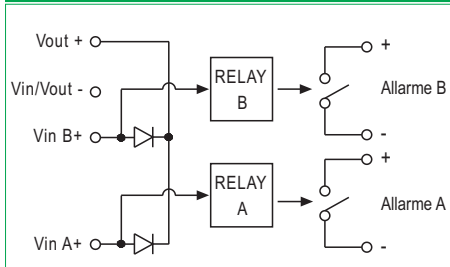 Vout +
Vin/Vout -
Vin B+
RELAY
B
+
Allarme B
-
Vin A+
RELAY
A
+
Allarme A
-